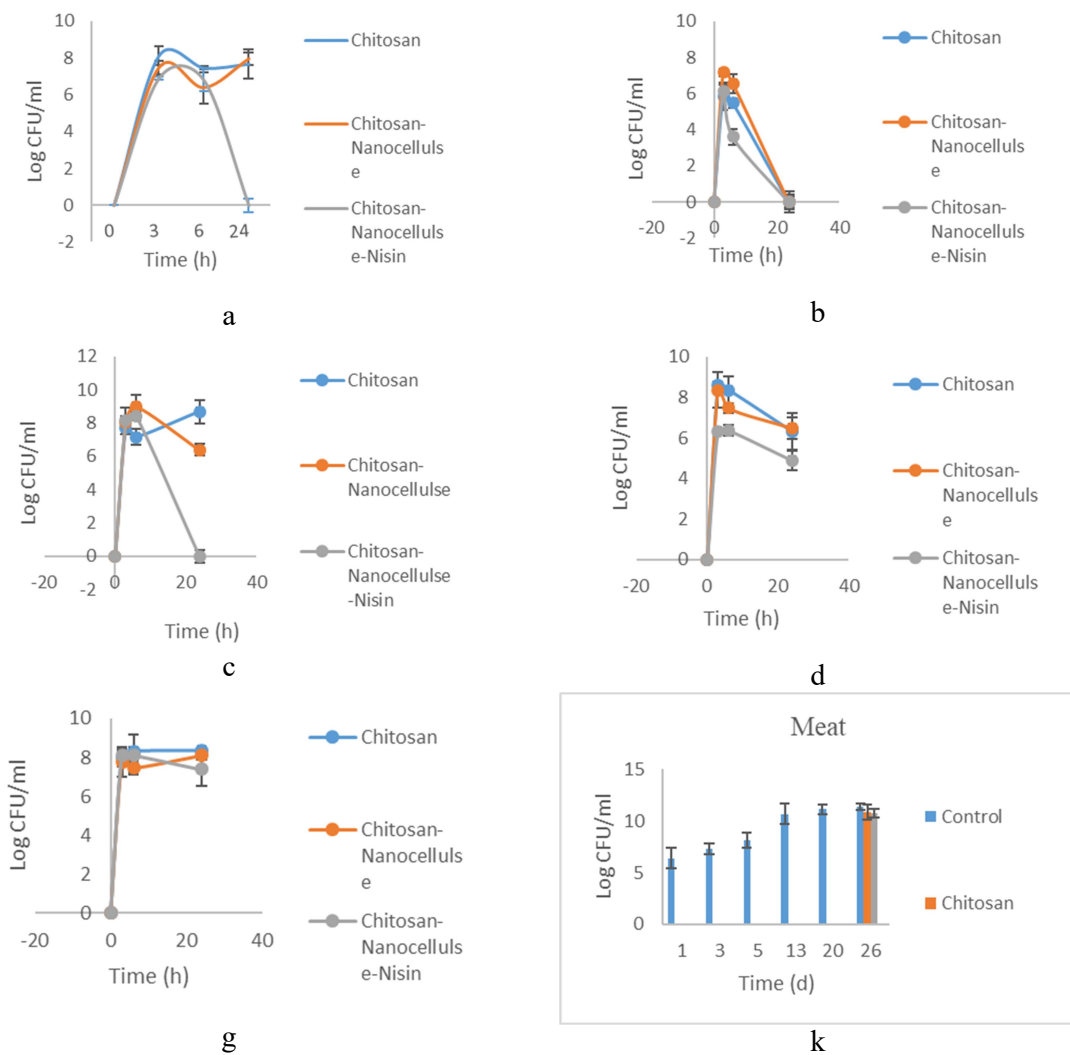 10
8
6
4
2
0
-2
Log CFU/ml
0 3 6 24
Time (h)
Chitosan
Chitosan-
Nanocelluls
e
Chitosan-
Nanocelluls
e-Nisin
a
10
8
6
4
2
0
-2
Log CFU/ml
-20 0 20 40
Time (h)
Chitosan
Chitosan-
Nanocelluls
e
Chitosan-
Nanocelluls
e-Nisin
b
12
10
8
6
4
2
0
-2
Log CFU/ml
-20 0 20 40
Time (h)
Chitosan
Chitosan-
Nanocellulse
Chitosan-
Nanocellulse
-Nisin
c
10
8
6
4
2
0
Log CFU/ml
-20 0 20 40
Time (h)
Chitosan
Chitosan-
Nanocelluls
e
Chitosan-
Nanocelluls
e-Nisin
d
10
8
6
4
2
0
Log CFU/ml
-20 0 20 40
Time (h)
Chitosan
Chitosan-
Nanocelluls
e
Chitosan-
Nanocelluls
e-Nisin
g
Meat
15
10
5
0
Log CFU/ml
1 3 5 13 20 26
Time (d)
Control
Chitosan
k